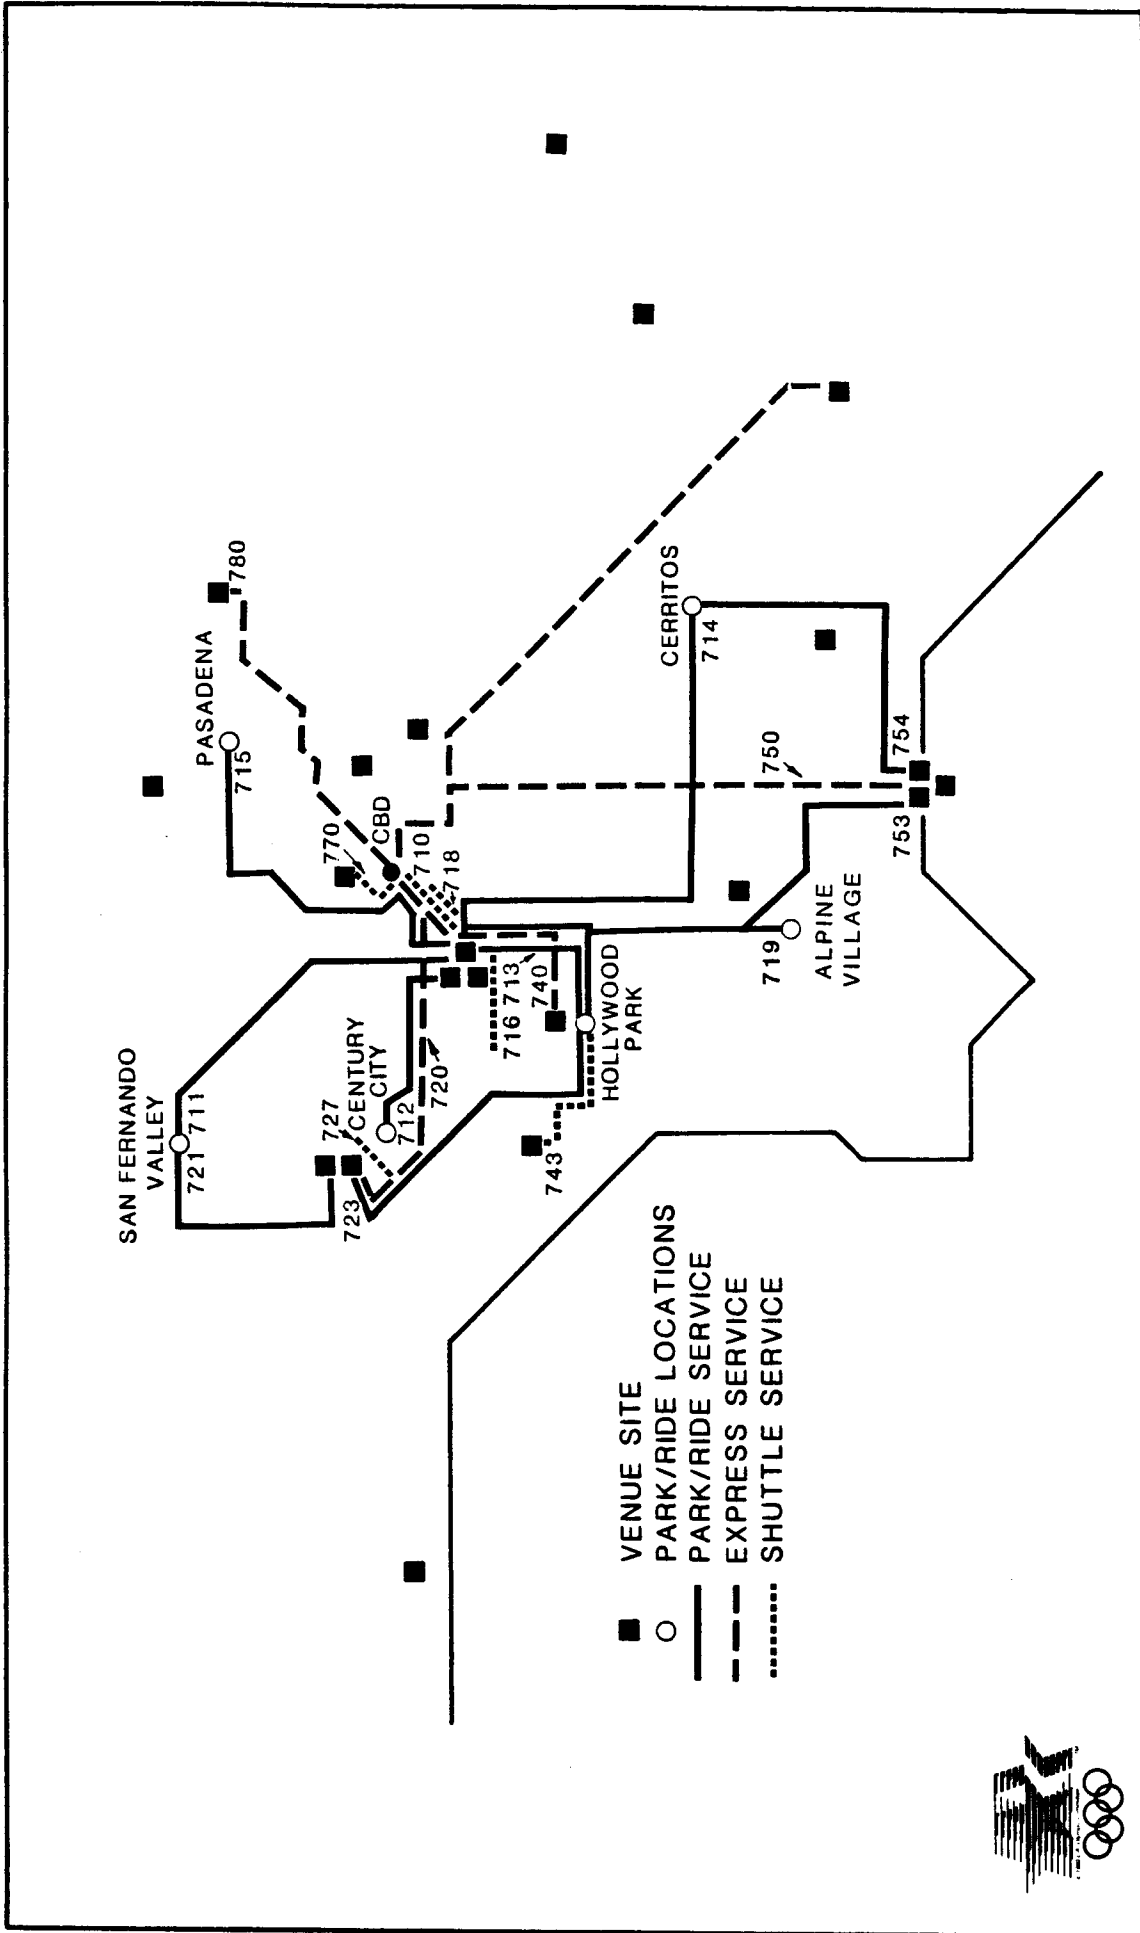 SAN FERNANDO
VALLEY
721 711
PASADENA
715
780
727
CENTURY
CITY
712
723
720
770
CBD
710
718
716 713
740
743
HOLLYWOOD
PARK
CERRITOS
714
750
719
ALPINE
VILLAGE
753
754
VENUE SITE
PARK/RIDE LOCATIONS
PARK/RIDE SERVICE
EXPRESS SERVICE
SHUTTLE SERVICE